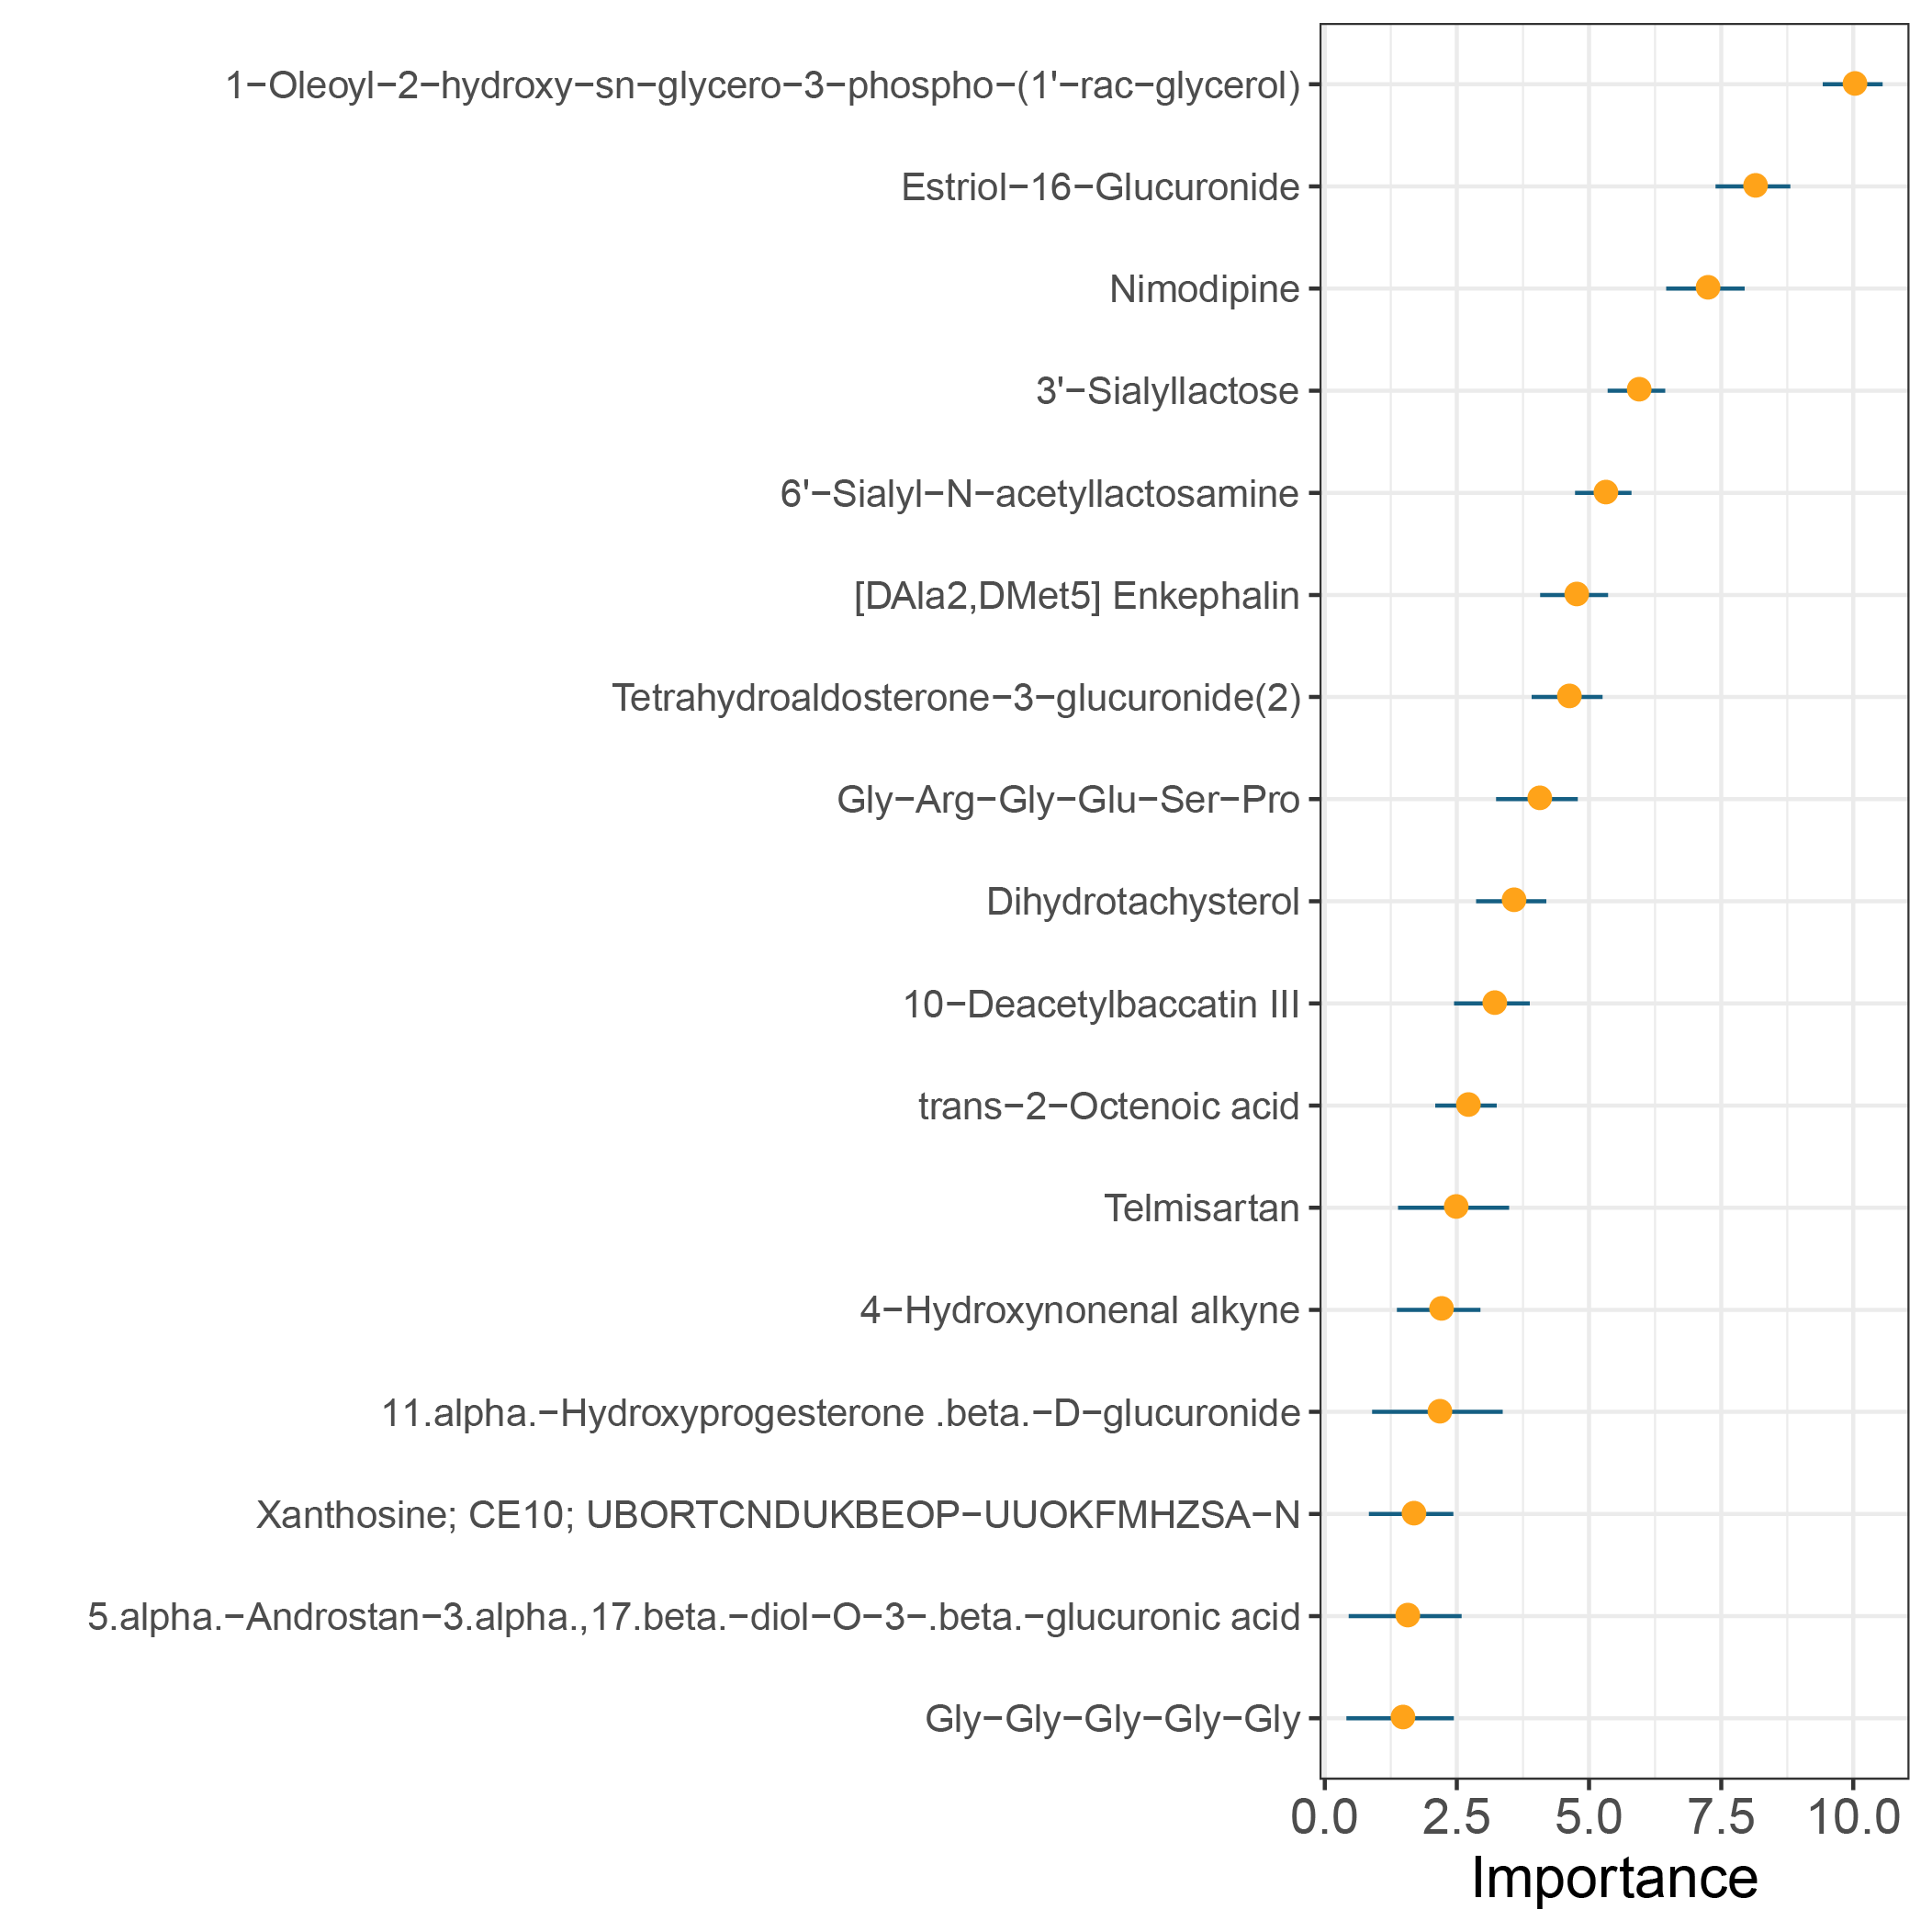 1−Oleoyl−2−hydroxy−sn−glycero−3−phospho−(1'−rac−glycerol)
Estriol−16−Glucuronide
Nimodipine
3'−Sialyllactose
6'−Sialyl−N−acetyllactosamine
[DAla2,DMet5] Enkephalin
Tetrahydroaldosterone−3−glucuronide(2)
Gly−Arg−Gly−Glu−Ser−Pro
Dihydrotachysterol
10−Deacetylbaccatin III
trans−2−Octenoic acid
Telmisartan
4−Hydroxynonenal alkyne
11.alpha.−Hydroxyprogesterone .beta.−D−glucuronide
Xanthosine; CE10; UBORTCNDUKBEOP−UUOKFMHZSA−N
5.alpha.−Androstan−3.alpha.,17.beta.−diol−O−3−.beta.−glucuronic acid
Gly−Gly−Gly−Gly−Gly
0.0 2.5 5.0 7.5 10.0
Importance